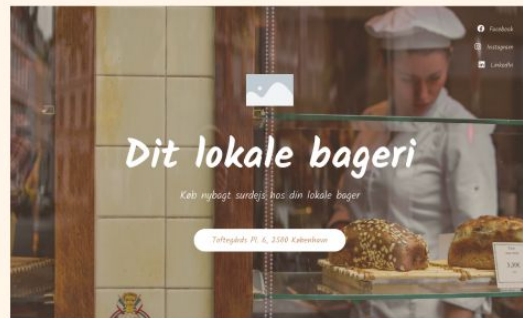 Facebook
Instagram
LinkedIn
Dit lokale bageri
Køb nybagt surdejs hos din lokale bager
Toftegårds Pl. 6, 2500 København